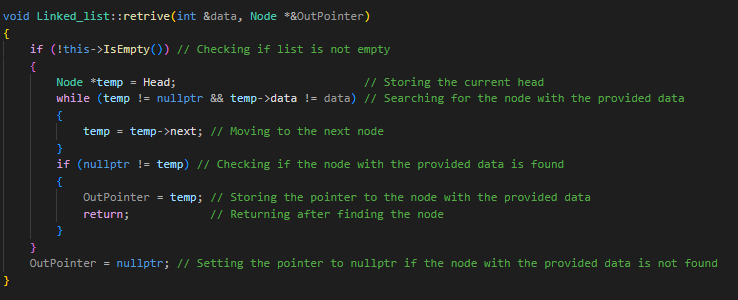 void Linked_list::retrive(int &data, Node *&OutPointer)
{
    if (!this->IsEmpty()) // Checking if list is not empty
    {
        Node *temp = Head;                            // Storing the current head
        while (temp != nullptr && temp->data != data) // Searching for the node with the provided data
        {
            temp = temp->next; // Moving to the next node
        }
        if (nullptr != temp) // Checking if the node with the provided data is found
        {
            OutPointer = temp; // Storing the pointer to the node with the provided data
            return;            // Returning after finding the node
        }
    }
    OutPointer = nullptr; // Setting the pointer to nullptr if the node with the provided data is not found
}